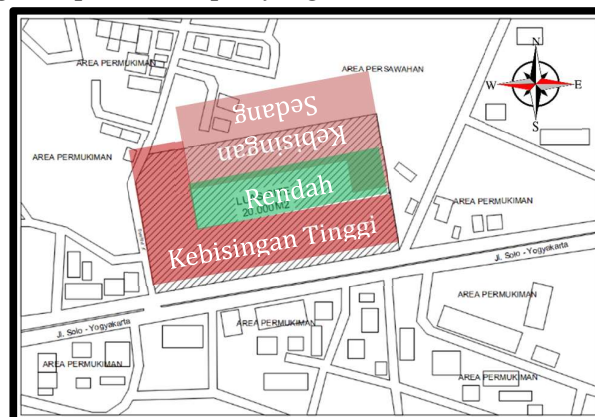 N
AREA PERMUKIMAN
AREA PERSAWAHAN
W
E
S
Sedang
Kebisingan
AREA PERMUKIMAN
Rendah
20.000 M2
AREA PERMUKIMAN
Kebisingan Tinggi
Jl. Solo - Yogyakarta
AREA PERMUKIMAN
Jl. Solo - Yogyakarta
AREA PERMUKIMAN
AREA PERMUKIMAN
AREA PERMUKIMAN